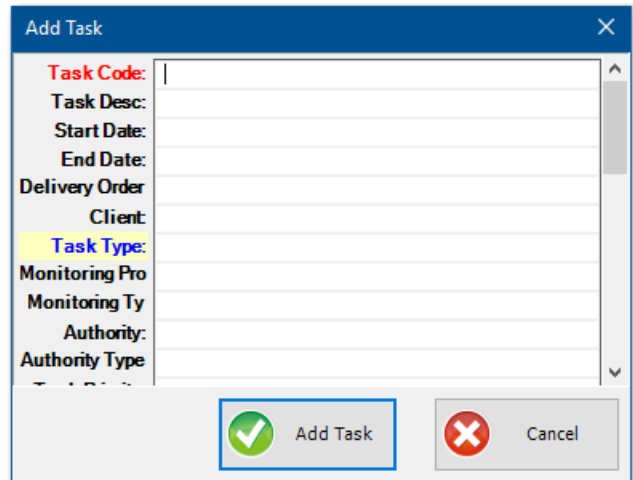 Add Task
Task Code:
Task Desc:
Start Date:
End Date:
Delivery Order
Client:
Task Type:
Monitoring Pro
Monitoring Ty
Authority:
Authority Type
Add Task
Cancel